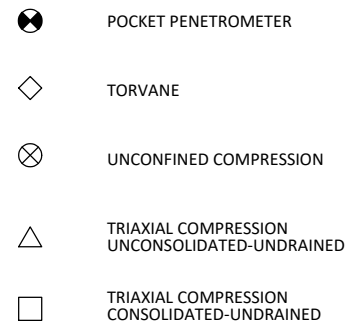 POCKET PENETROMETER
TORVANE
UNCONFINED COMPRESSION
TRIAXIAL COMPRESSION
UNCONSOLIDATED-UNDRAINED
TRIAXIAL COMPRESSION
CONSOLIDATED-UNDRAINED